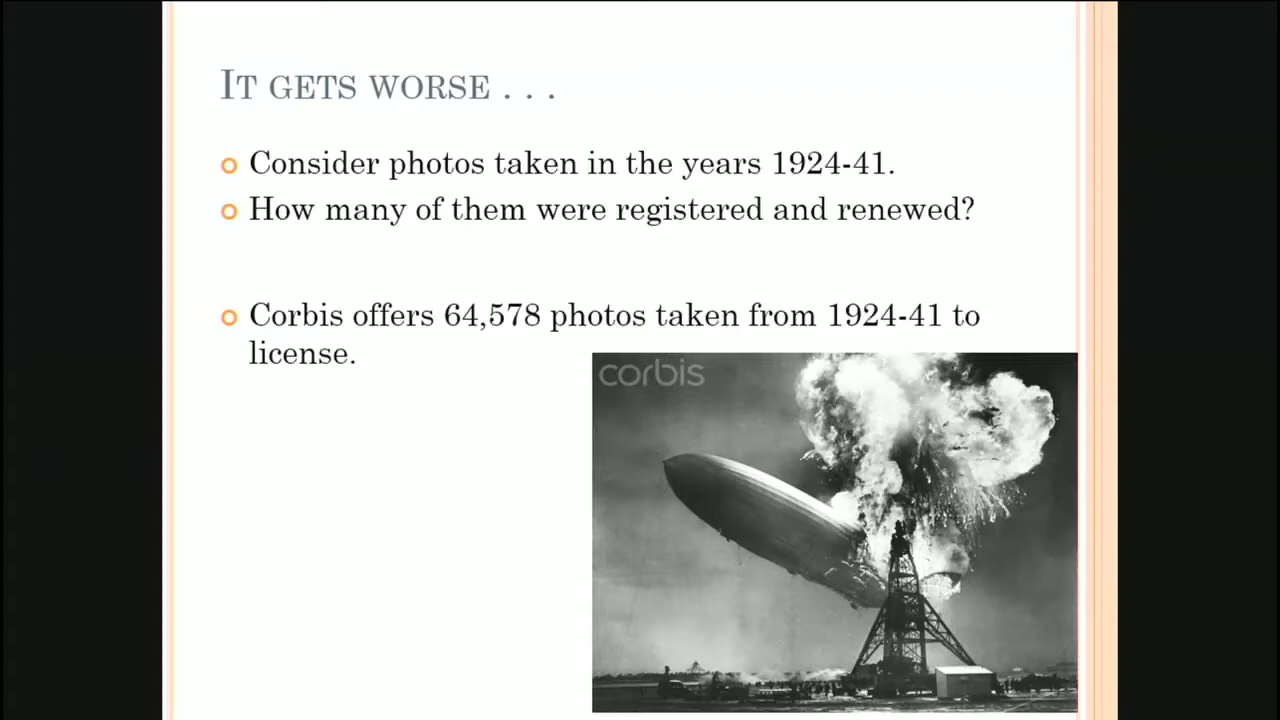 IT GETS WORSE . . .
Consider photos taken in the years 1924-41.
How many of them were registered and renewed?
Corbis offers 64,578 photos taken from 1924-41 to
license.
corbis